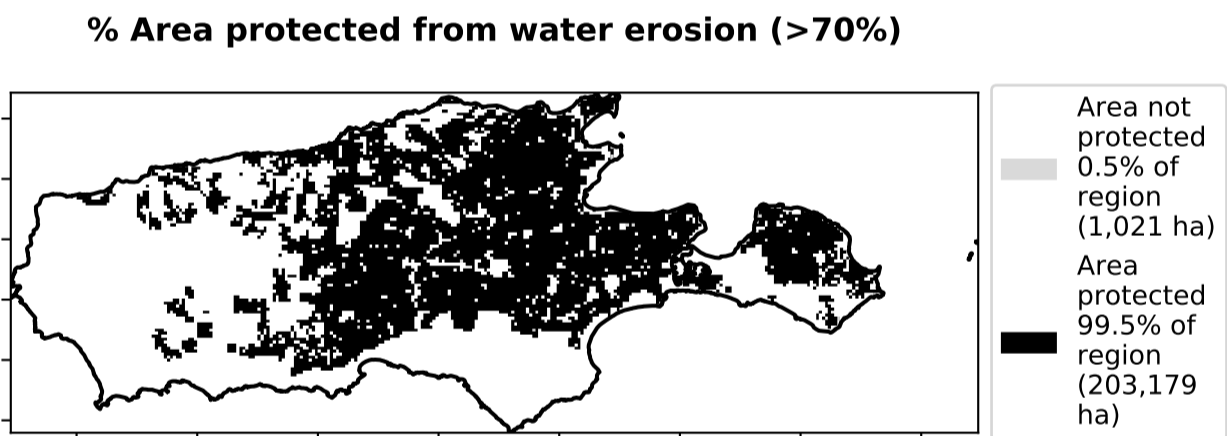 % Area protected from water erosion (>70%)
Area not
protected
0.5% of
region
(1,021 ha)
Area
protected
99.5% of
region
(203,179
ha)